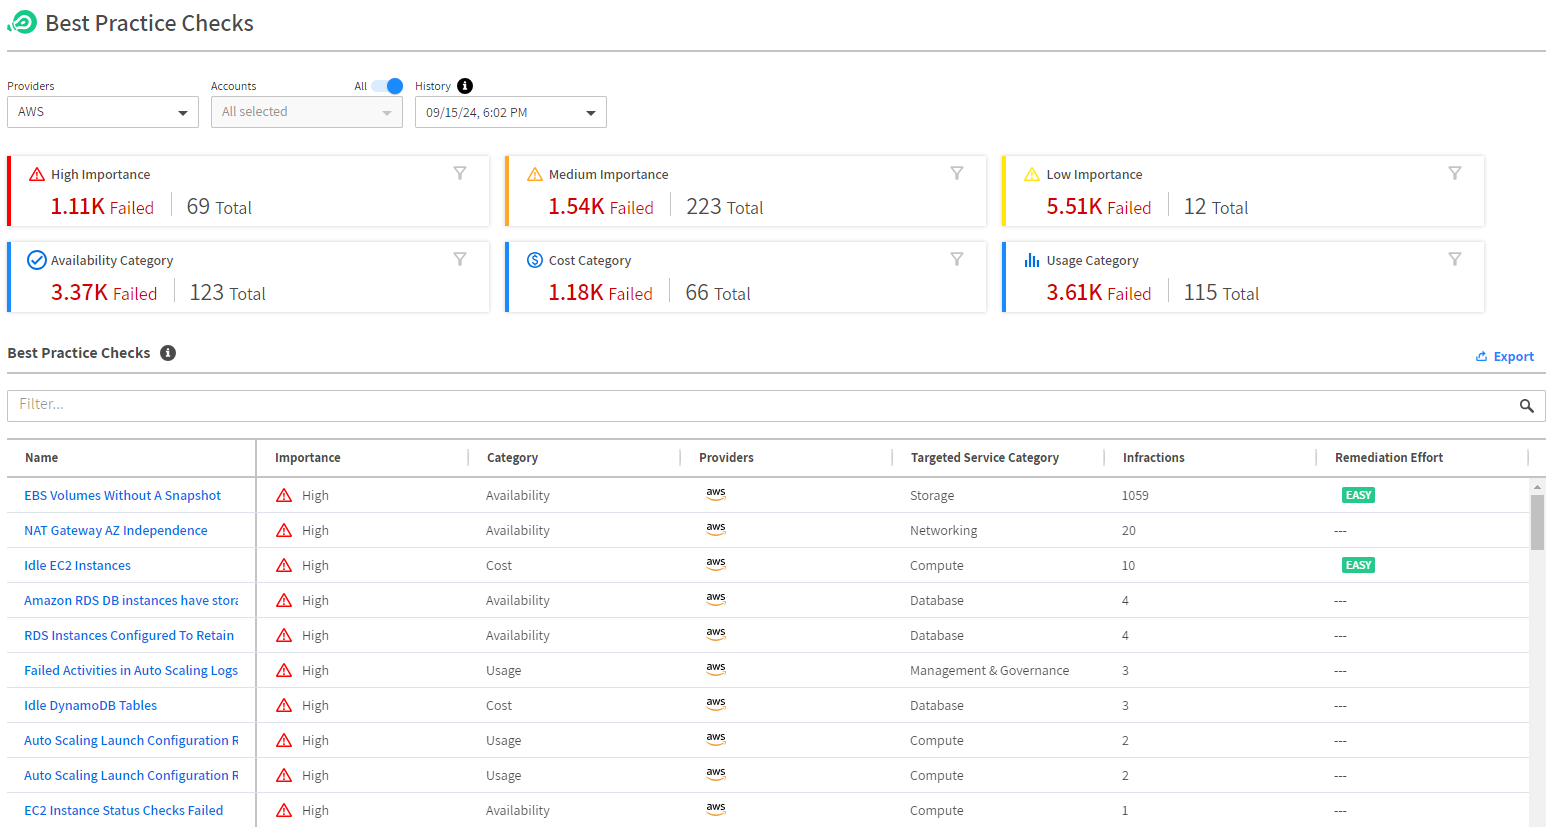 Best Practice Checks
Providers Accounts All History
AWS All selected 09/15/24, 6:02 PM
High Importance Medium Importance Low Importance
1.11K Failed 69 Total 1.54K Failed 223 Total 5.51K Failed 12 Total
Availability Category Cost Category Usage Category
3.37K Failed 123 Total 1.18K Failed 66 Total 3.61K Failed 115 Total
Best Practice Checks
Export
Filter...
Name Importance Category Providers Targeted Service Category Infractions Remediation Effort
EBS Volumes Without A Snapshot High Availability aws Storage 1059 EASY
NAT Gateway AZ Independence High Availability aws Networking 20 ---
Idle EC2 Instances High Cost aws Compute 10 EASY
Amazon RDS DB instances have stora High Availability aws Database 4 ---
RDS Instances Configured To Retain High Availability aws Database 4 ---
Failed Activities in Auto Scaling Logs High Usage aws Management & Governance 3 ---
Idle DynamoDB Tables High Cost aws Database 3 ---
Auto Scaling Launch Configuration R High Usage aws Compute 2 ---
Auto Scaling Launch Configuration R High Usage aws Compute 2 ---
EC2 Instance Status Checks Failed High Availability aws Compute 1 ---